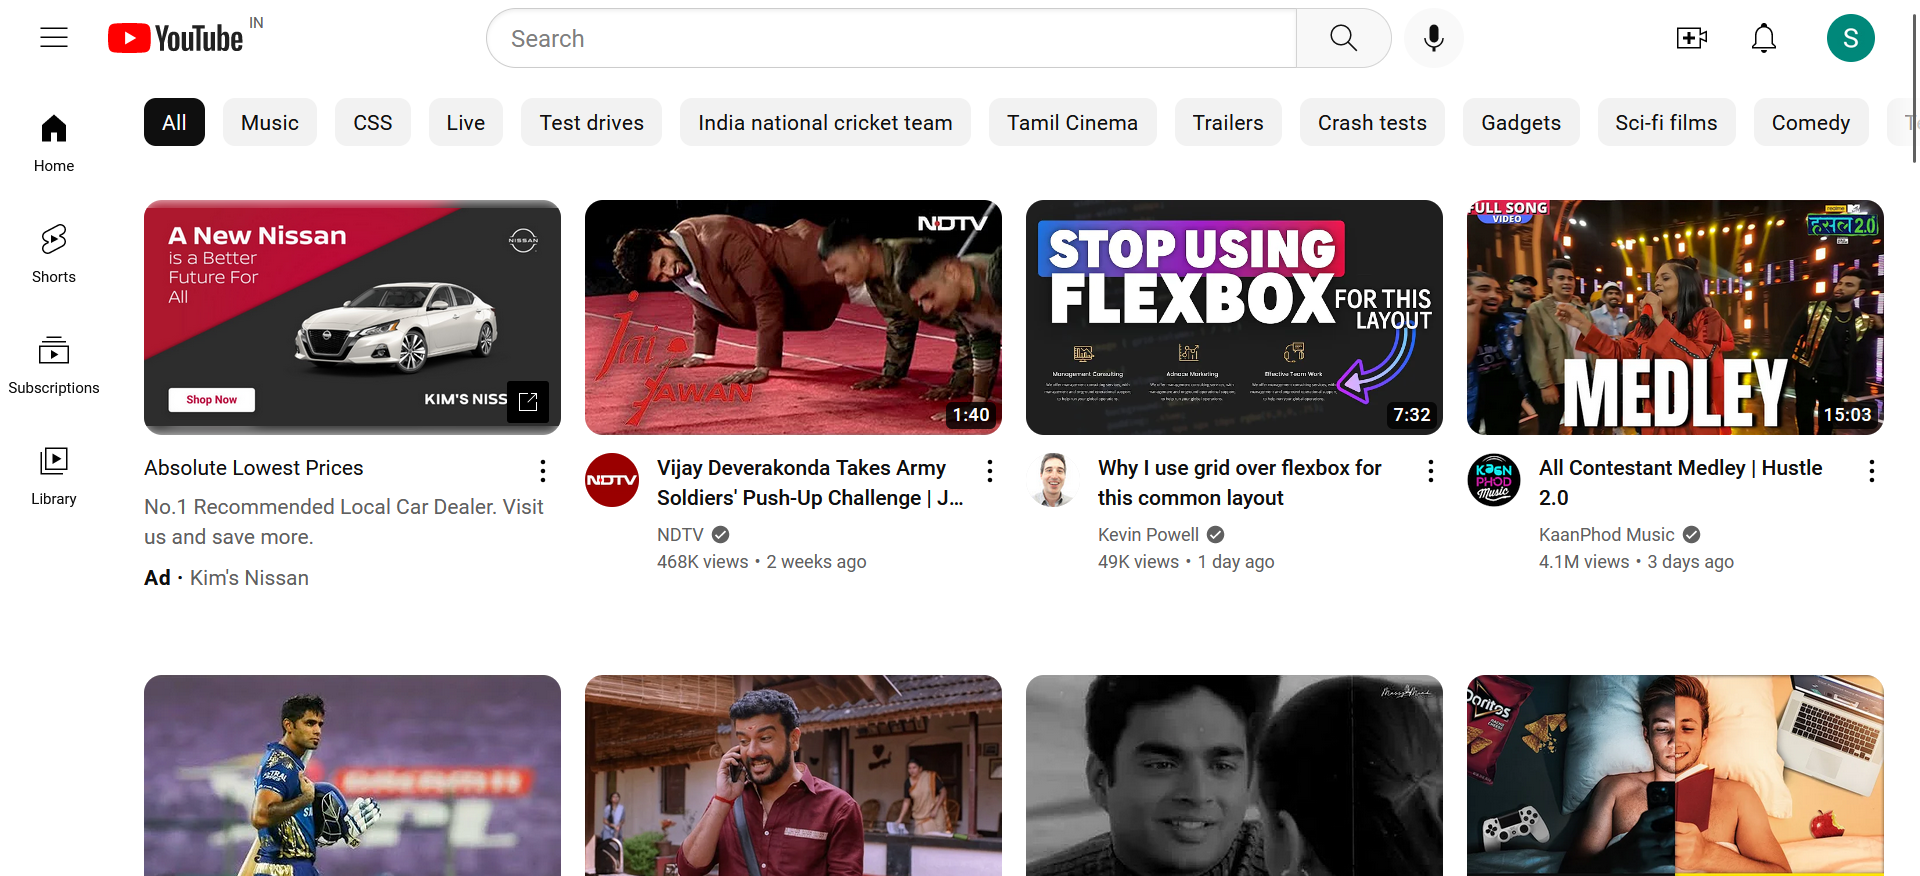 YouTube IN
Search
S
All
Music
CSS
Live
Test drives
India national cricket team
Tamil Cinema
Trailers
Crash tests
Gadgets
Sci-fi films
Comedy
Home
Shorts
Subscriptions
Library
A New Nissan
is a Better
Future For
All
NISSAN
Shop Now
KIM'S NISS
NDTV
Jai
JAWAN
1:40
STOP USING
FLEXBOX
FOR THIS
LAYOUT
Management Consulting
Adnace Marketing
Effective Team Work
7:32
FULL SONG
VIDEO
realme
हसल 2.0
MEDLEY
15:03
Absolute Lowest Prices
No.1 Recommended Local Car Dealer. Visit
us and save more.
Ad · Kim's Nissan
NDTV
Vijay Deverakonda Takes Army
Soldiers' Push-Up Challenge | J...
NDTV
468K views • 2 weeks ago
Why I use grid over flexbox for
this common layout
Kevin Powell
49K views • 1 day ago
KaaN
PHOD
Music
All Contestant Medley | Hustle
2.0
KaanPhod Music
4.1M views • 3 days ago
Doritos